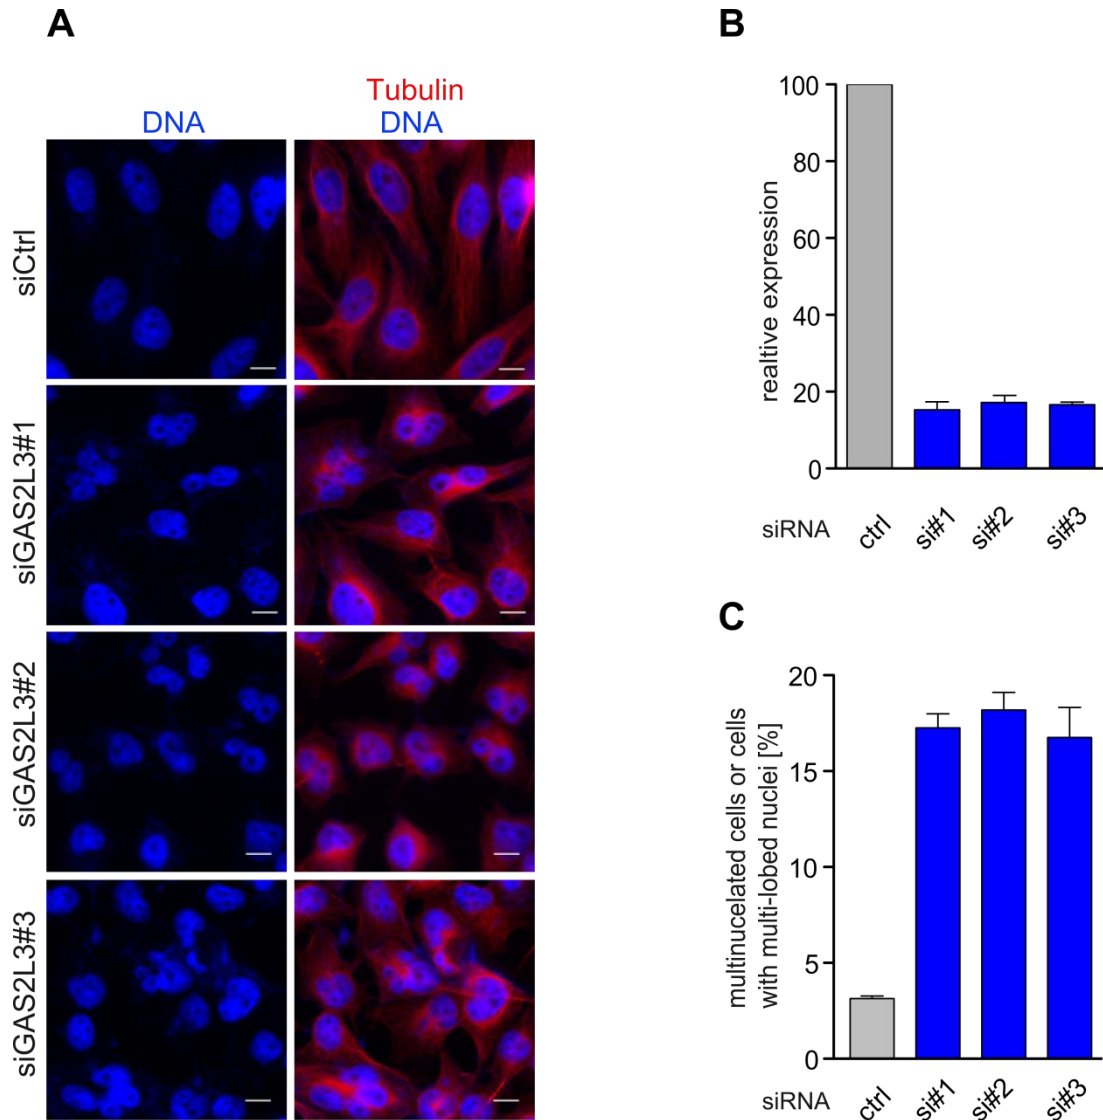 A
Tubulin
DNA
DNA
siCtrl
siGAS2L3#1
siGAS2L3#2
siGAS2L3#3
B
100
80
60
40
20
0
realtive expression
siRNA
ctrl
si#1
si#2
si#3
C
20
15
10
5
0
multinucelated cells or cells
with multi-lobed nuclei [%]
siRNA
ctrl
si#1
si#2
si#3